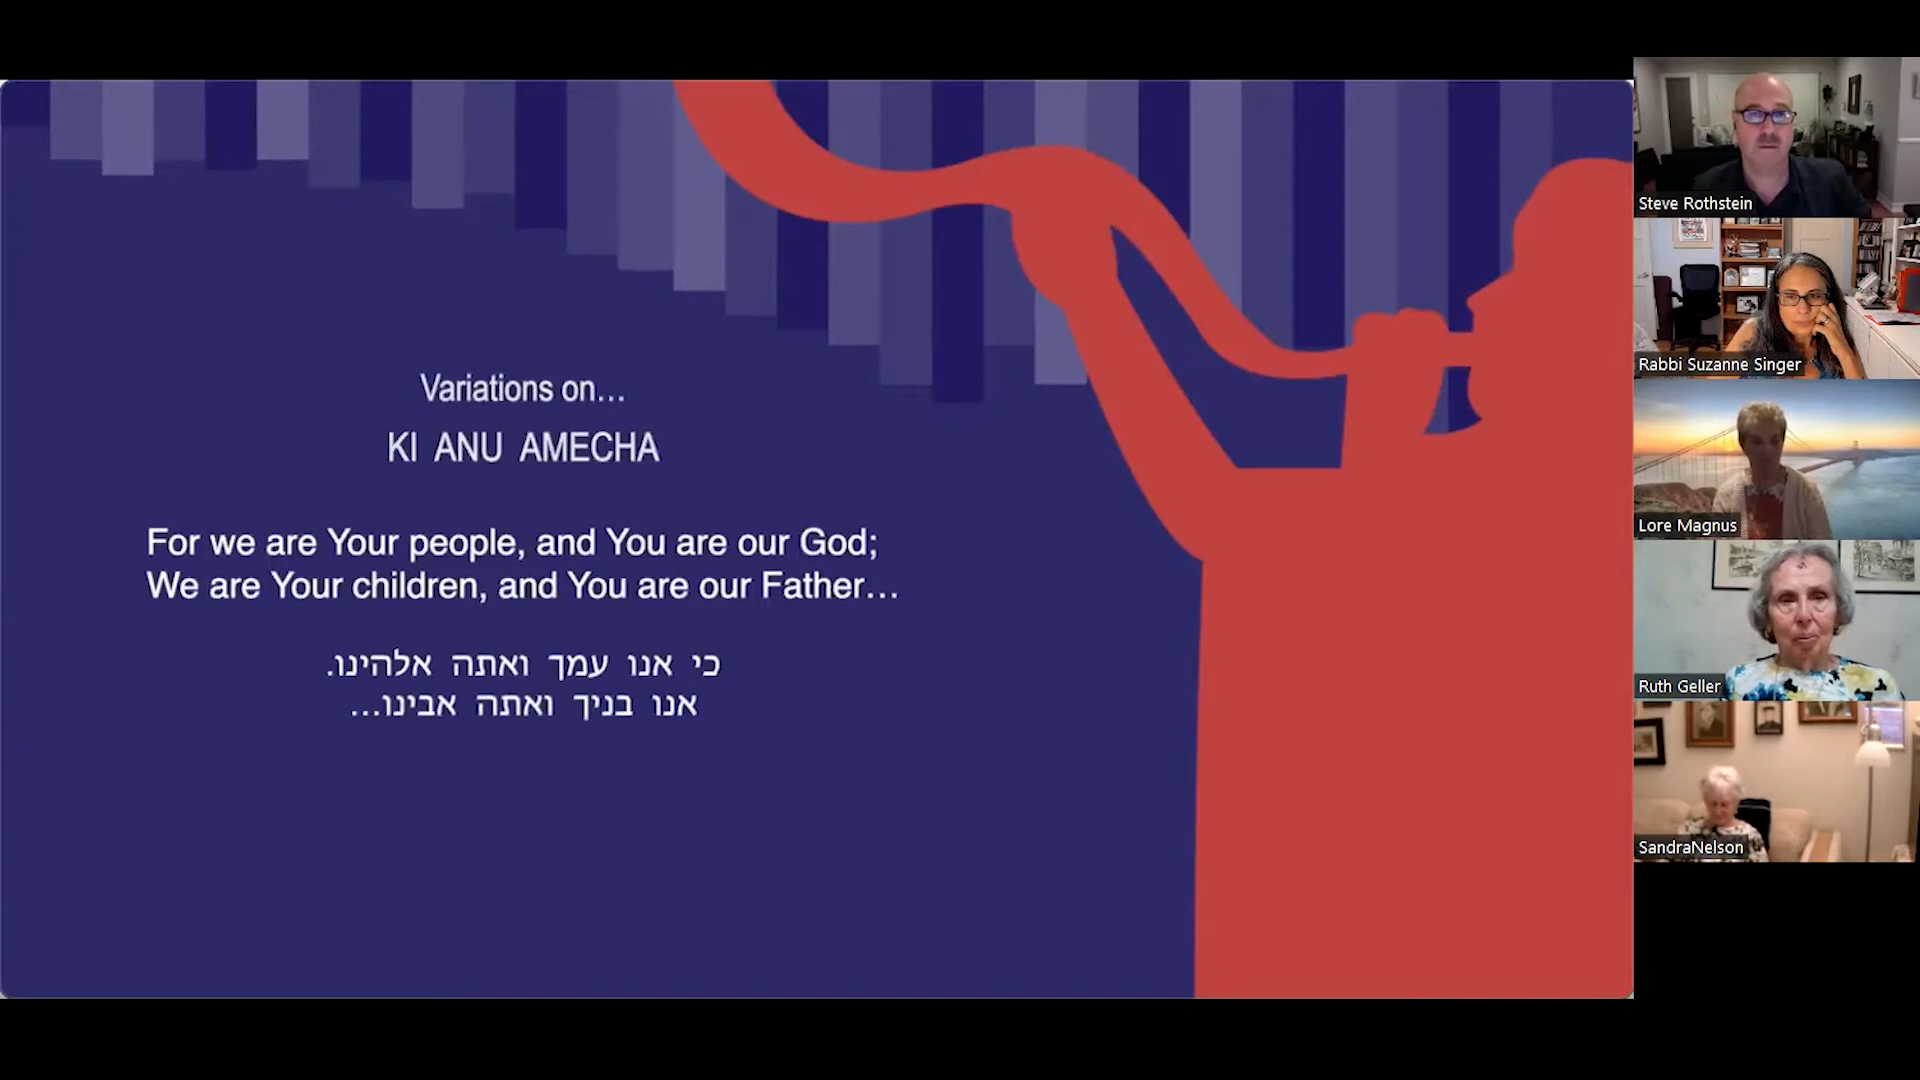 Variations on...
KI ANU AMECHA
For we are Your people, and You are our God;
We are Your children, and You are our Father...
כי אנו עמך ואתה אלהינו.
אנו בניך ואתה אבינו...
Steve Rothstein
Rabbi Suzanne Singer
Lore Magnus
Ruth Geller
SandraNelson